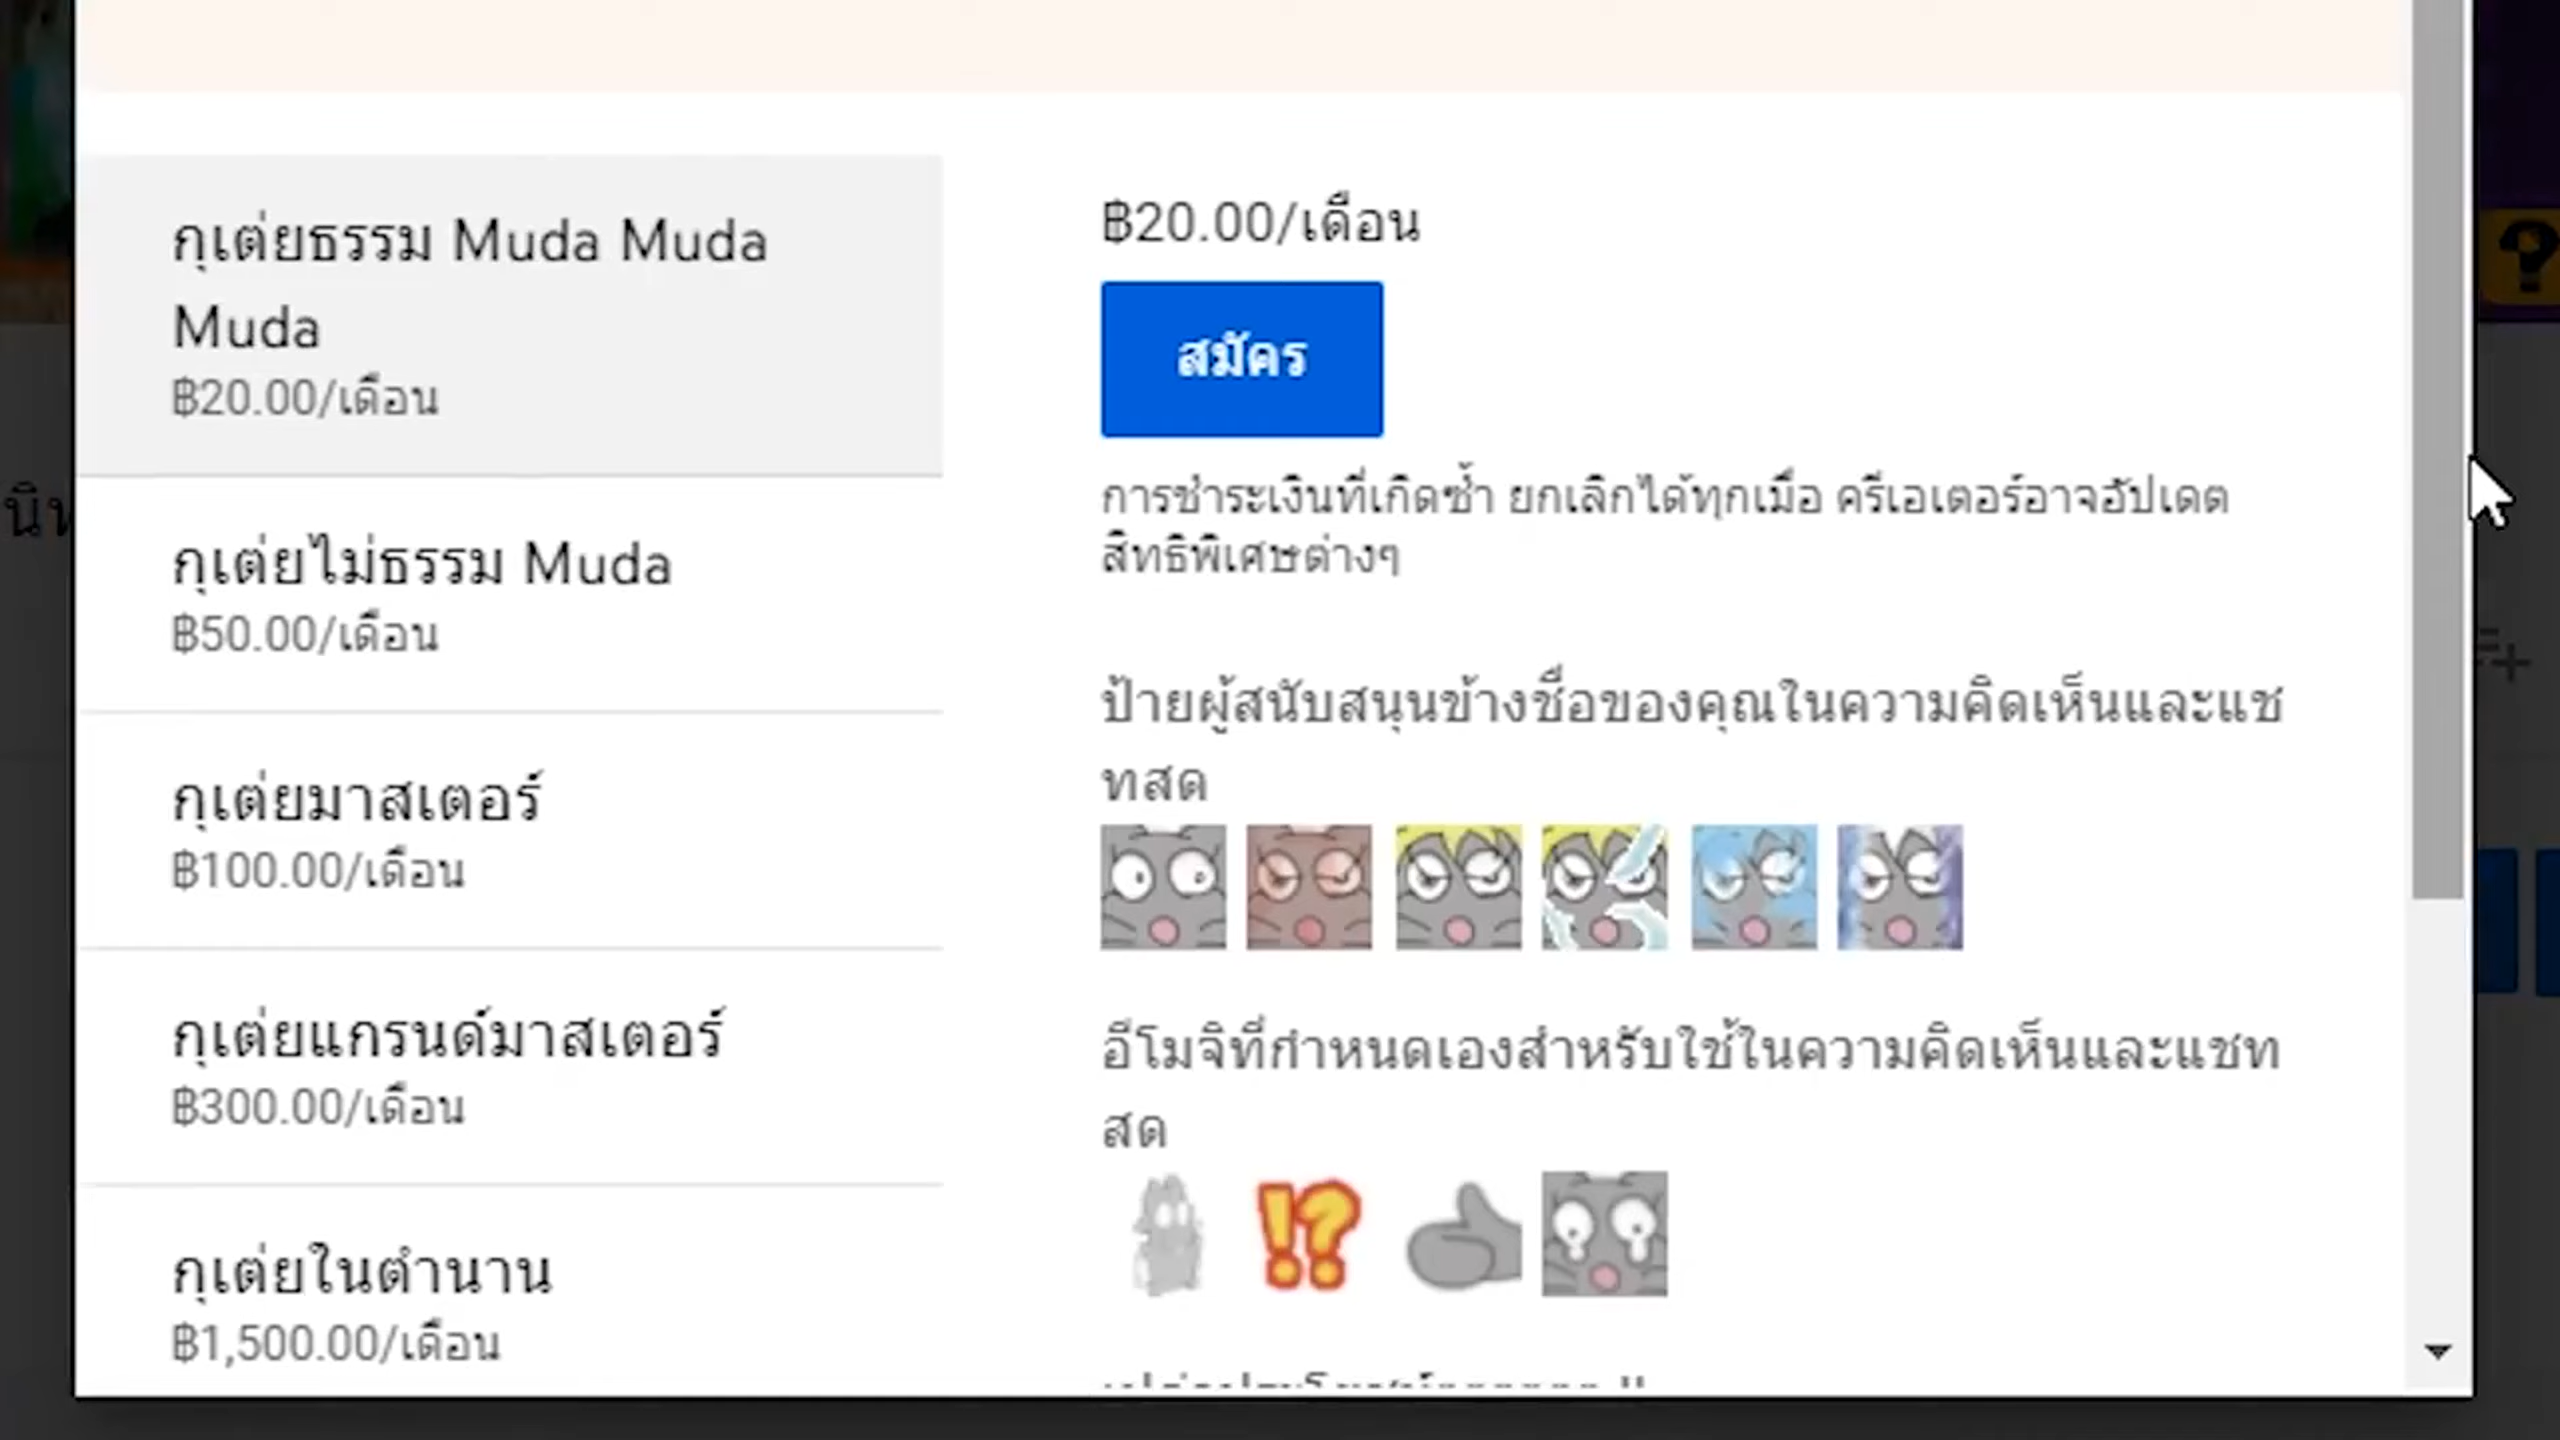 กุเต่ยธรรม Muda Muda
Muda
฿20.00/เดือน
กุเต่ยไม่ธรรม Muda
฿50.00/เดือน
กุเต่ยมาสเตอร์
฿100.00/เดือน
กุเต่ยแกรนด์มาสเตอร์
฿300.00/เดือน
กุเต่ยในตำนาน
฿1,500.00/เดือน
฿20.00/เดือน
สมัคร
การชำระเงินที่เกิดซ้ำ ยกเลิกได้ทุกเมื่อ ครีเอเตอร์อาจอัปเดต
สิทธิพิเศษต่างๆ
ป้ายผู้สนับสนุนข้างชื่อของคุณในความคิดเห็นและแช
ทสด
อีโมจิที่กำหนดเองสำหรับใช้ในความคิดเห็นและแชท
สด